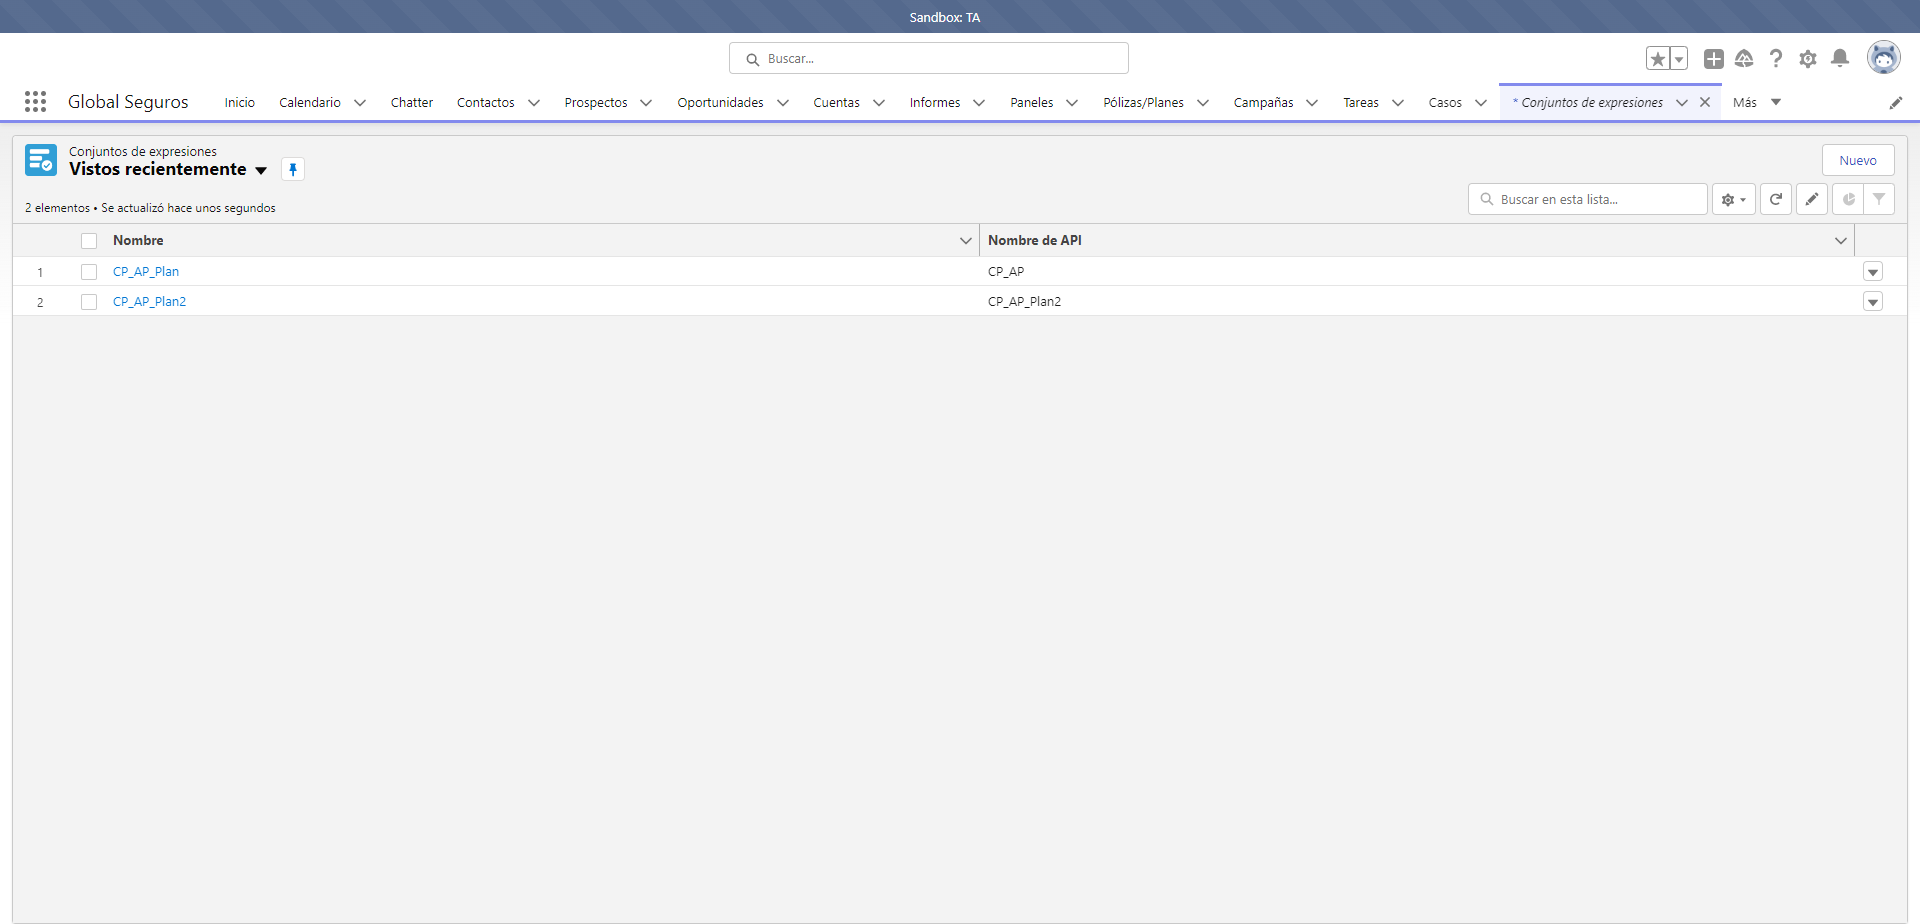 Sandbox: TA
Buscar...
Global Seguros Inicio Calendario Chatter Contactos Prospectos Oportunidades Cuentas Informes Paneles Pólizas/Planes Campañas Tareas Casos * Conjuntos de expresiones Más
Conjuntos de expresiones
Vistos recientemente
Nuevo
2 elementos • Se actualizó hace unos segundos
Buscar en esta lista...
Nombre Nombre de API
1 CP_AP_Plan CP_AP
2 CP_AP_Plan2 CP_AP_Plan2